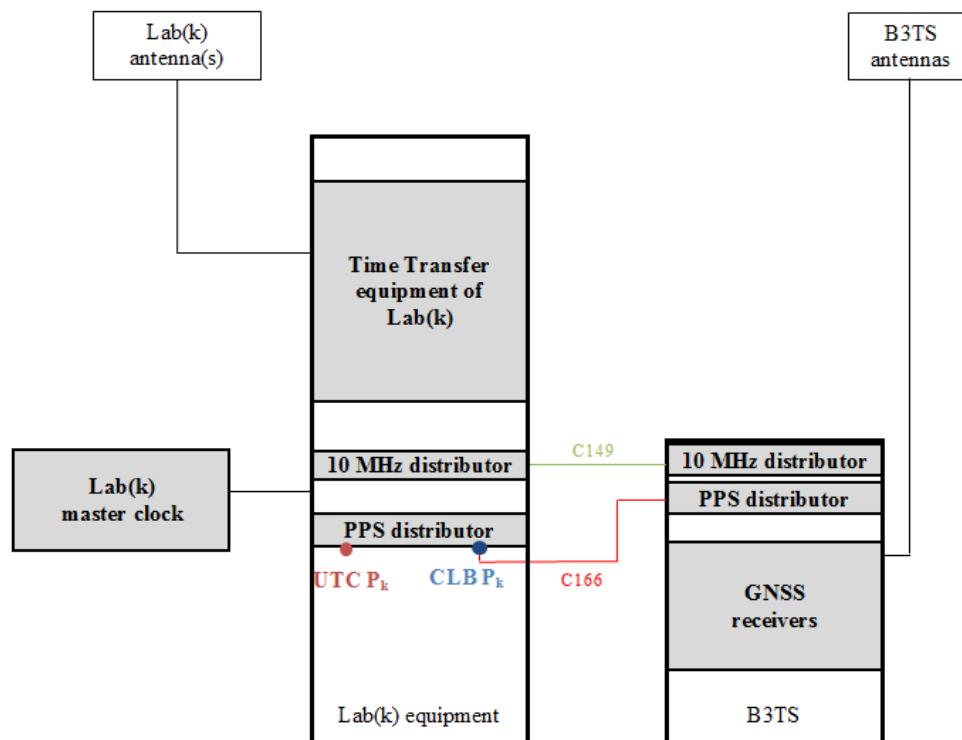 Lab(k)
antenna(s)
B3TS
antennas
Time Transfer
equipment of
Lab(k)
10 MHz distributor
C149
10 MHz distributor
Lab(k)
master clock
PPS distributor
PPS distributor
UTC Pₖ
CLB Pₖ
C166
GNSS
receivers
Lab(k) equipment
B3TS